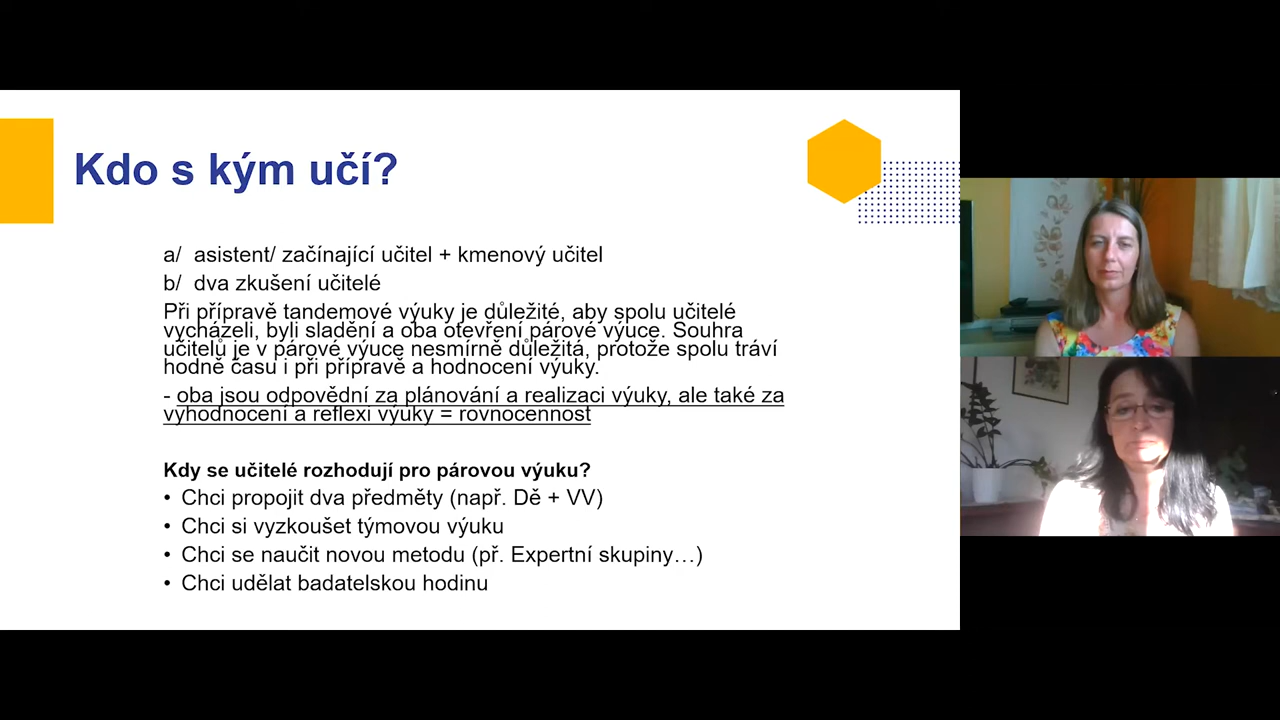 Kdo s kým učí?
a/ asistent/ začínající učitel + kmenový učitel
b/ dva zkušení učitelé
Při přípravě tandemové výuky je důležité, aby spolu učitelé
vycházeli, byli sladění a oba otevření párové výuce. Souhra
učitelů je v párové výuce nesmírně důležitá, protože spolu tráví
hodně času i při přípravě a hodnocení výuky.
- oba jsou odpovědní za plánování a realizaci výuky, ale také za
vyhodnocení a reflexi výuky = rovnocennost
Kdy se učitelé rozhodují pro párovou výuku?
• Chci propojit dva předměty (např. Dě + VV)
• Chci si vyzkoušet týmovou výuku
• Chci se naučit novou metodu (př. Expertní skupiny…)
• Chci udělat badatelskou hodinu